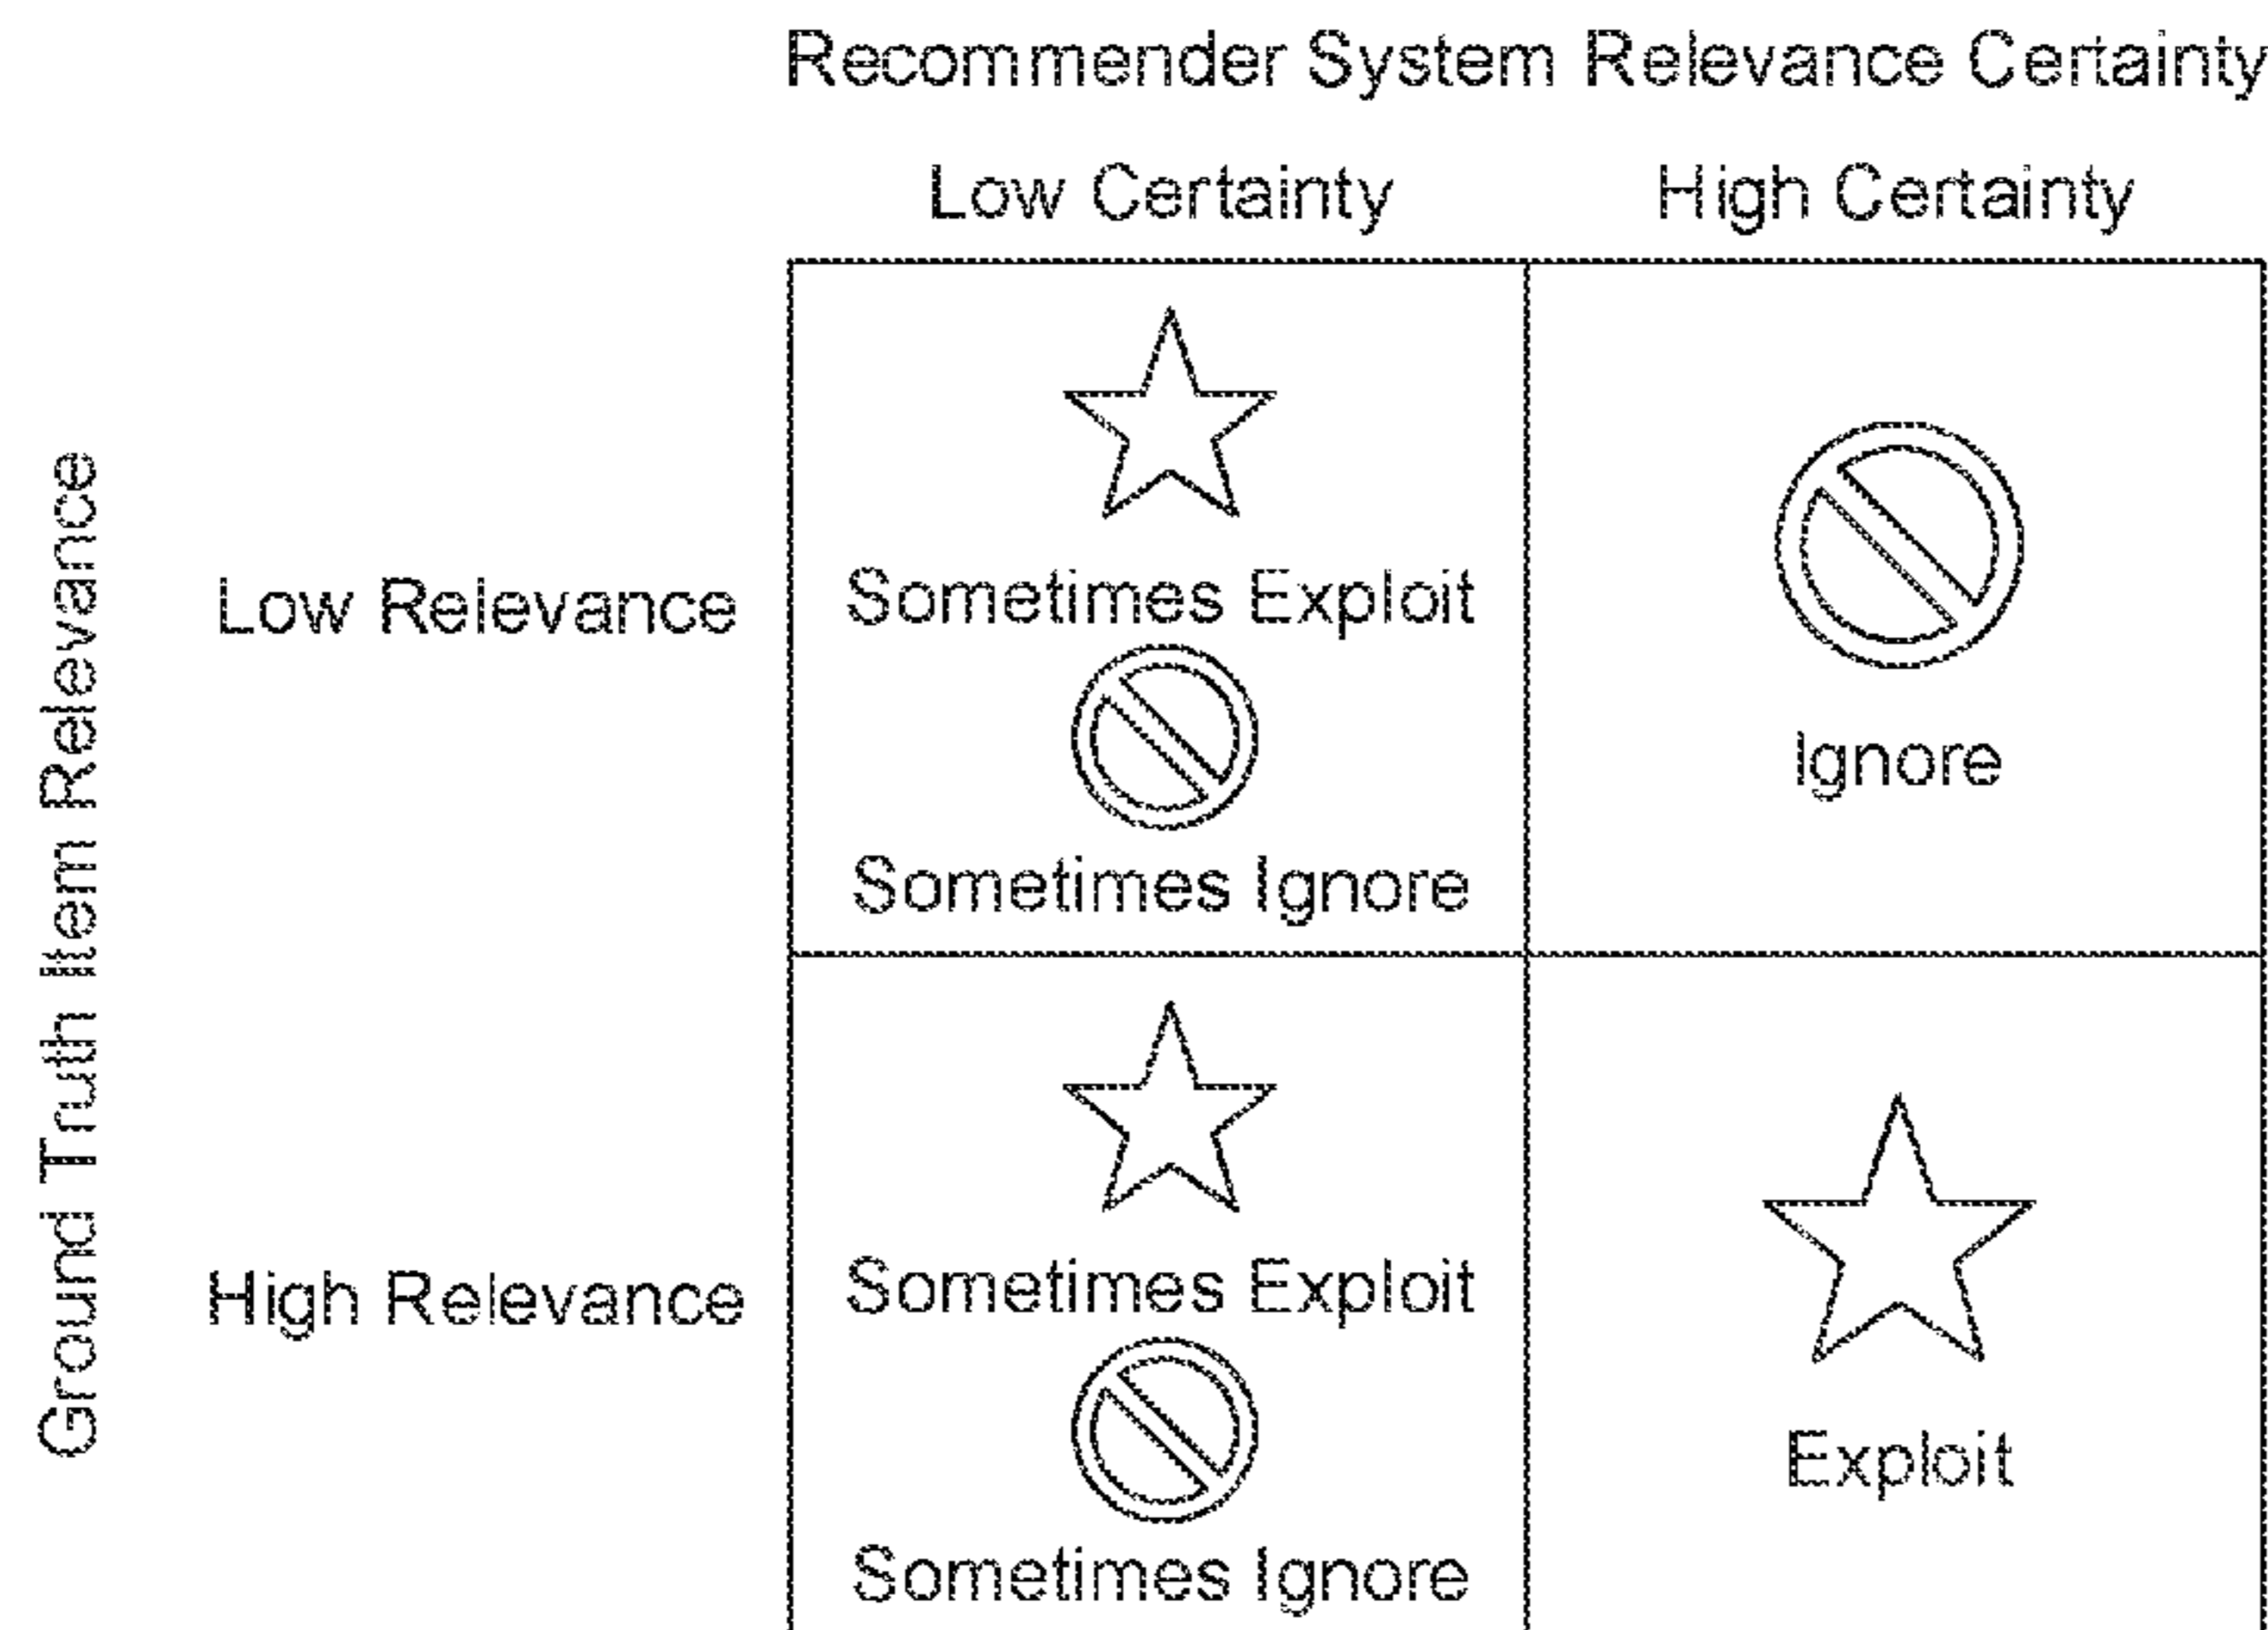 Recommender System Relevance Certainty
Low Certainty
High Certainty
Ground Truth Item Relevance
Low Relevance
Sometimes Exploit
Sometimes Ignore
Ignore
High Relevance
Sometimes Exploit
Sometimes Ignore
Exploit